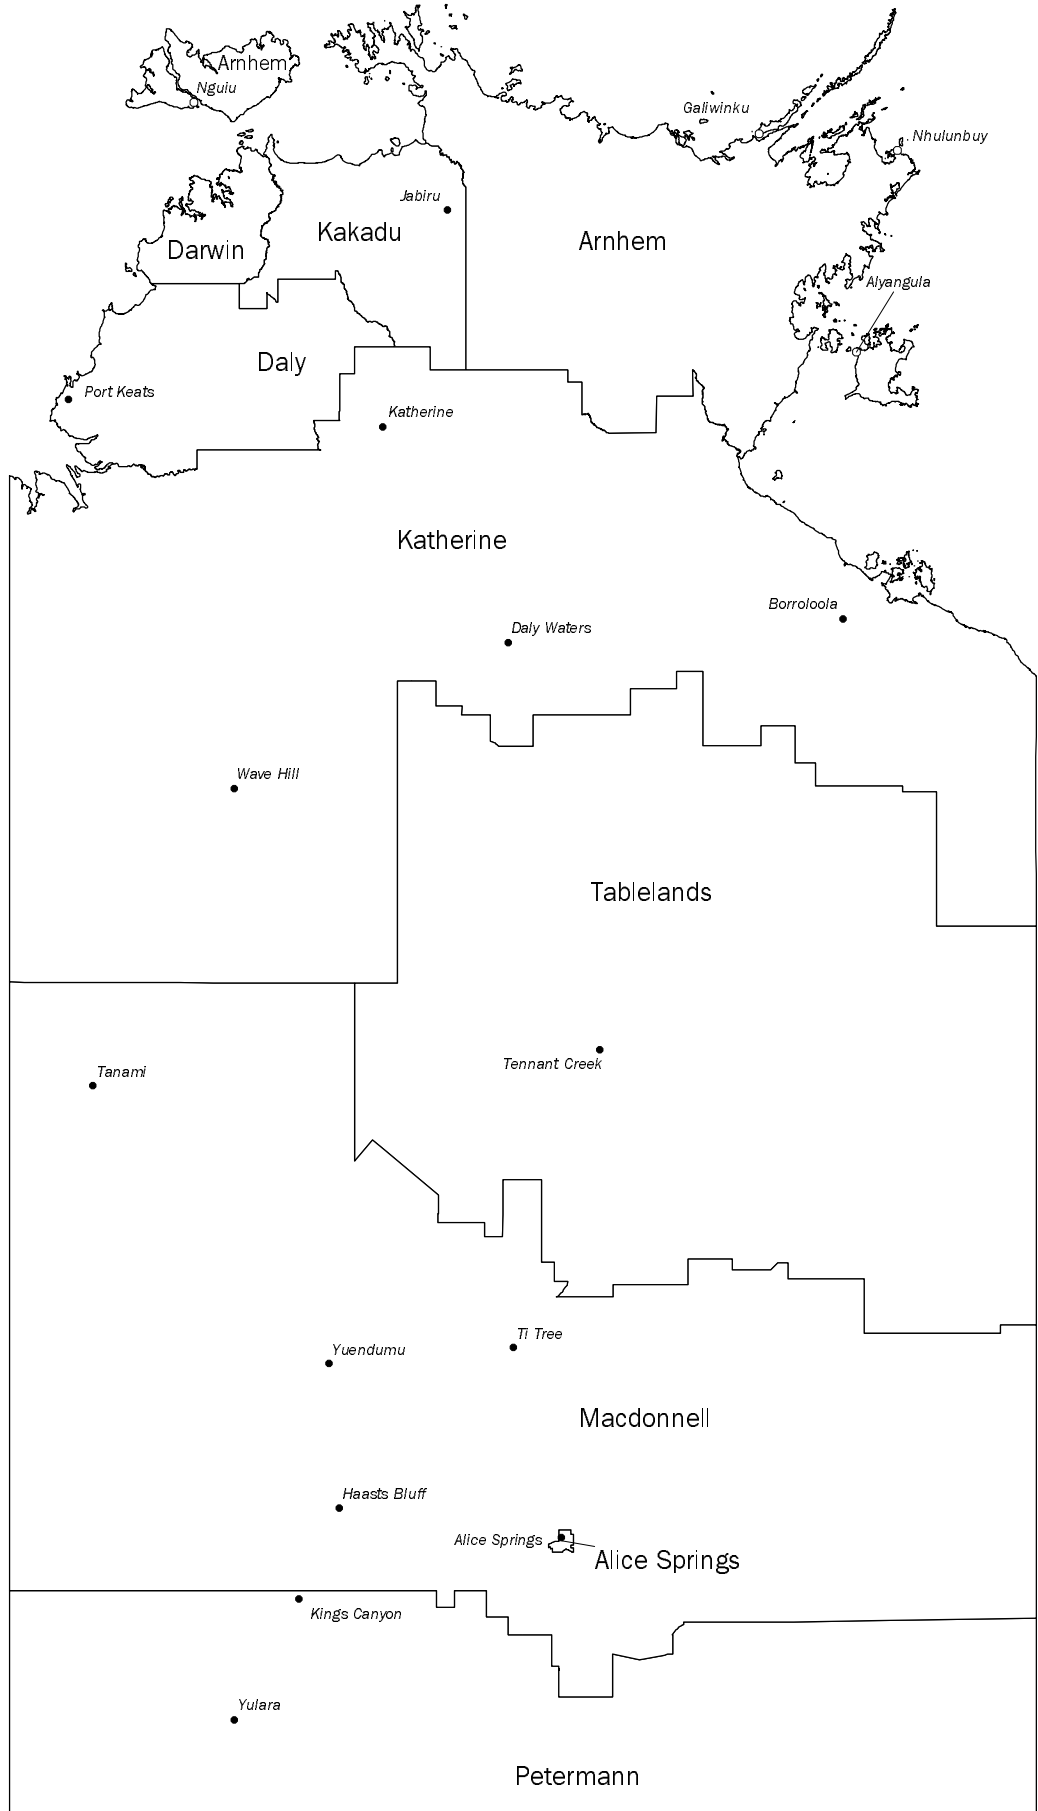 Arnhem
Nguiu
Galiwinku
Nhulunbuy
Jabiru
Kakadu
Arnhem
Darwin
Alyangula
Daly
Port Keats
Katherine
Katherine
Borroloola
Daly Waters
Wave Hill
Tablelands
Tennant Creek
Tanami
Ti Tree
Yuendumu
Macdonnell
Haasts Bluff
Alice Springs
Alice Springs
Kings Canyon
Yulara
Petermann